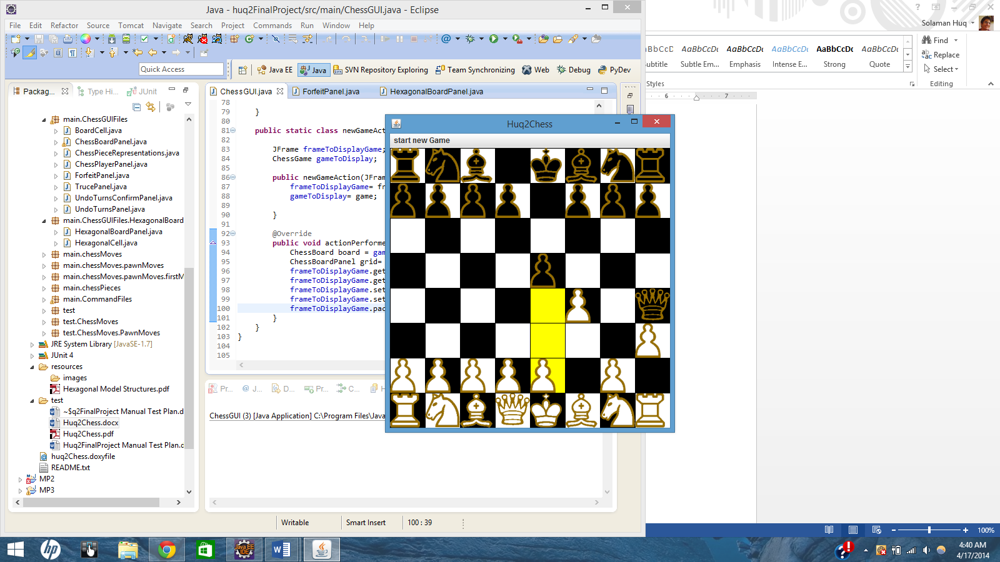 Java - huq2FinalProject/src/main/ChessGUI.java - Eclipse
File Edit Refactor Source Tomcat Navigate Search Project Commands Run Window Help
Quick Access
Java EE Java SVN Repository Exploring Team Synchronizing Web Debug PyDev
Packag... Type Hi... JUnit
main.ChessGUIFiles
BoardCell.java
ChessBoardPanel.java
ChessPieceRepresentations.java
ChessPlayerPanel.java
ForfeitPanel.java
TrucePanel.java
UndoTurnsConfirmPanel.java
UndoTurnsPanel.java
main.ChessGUIFiles.HexagonalBoard
HexagonalBoardPanel.java
HexagonalCell.java
main.chessMoves
main.chessMoves.pawnMoves
main.chessMoves.pawnMoves.firstM
main.chessPieces
main.CommandFiles
test
test.ChessMoves
test.ChessMoves.PawnMoves
JRE System Library [JavaSE-1.7]
JUnit 4
resources
images
Hexagonal Model Structures.pdf
test
~$q2FinalProject Manual Test Plan.d
Huq2Chess.docx
Huq2Chess.pdf
Huq2FinalProject Manual Test Plan.c
huq2Chess.doxyfile
README.txt
MP2
MP3
ChessGUI.java ForfeitPanel.java HexagonalBoardPanel.java
78
79 }
80
81 public static class newGameAct
82
83 JFrame frameToDisplayGame;
84 ChessGame gameToDisplay;
85
86 public newGameAction(JFram
87 frameToDisplayGame= fr
88 gameToDisplay= game;
89
90 }
91
92 @Override
93 public void actionPerforme
94 ChessBoard board = gam
95 ChessBoardPanel grid=
96 frameToDisplayGame.get
97 frameToDisplayGame.get
98 frameToDisplayGame.set
99 frameToDisplayGame.set
100 frameToDisplayGame.pac
101 }
102 }
103 }
104
105
Pr... J... D... Pr... C...
ChessGUI (3) [Java Application] C:\Program Files\Java
Writable Smart Insert 100 : 39
Huq2Chess
start new Game
Solaman Huq
AaBbCcDc AaBbCcDc AaBbCcDc AaBbCcDc AaBbCcDc
ubtitle Subtle Em... Emphasis Intense E... Strong Quote
Styles
Find
Replace
Select
Editing
6 7
100%
Java EE
IDE
4:40 AM
4/17/2014